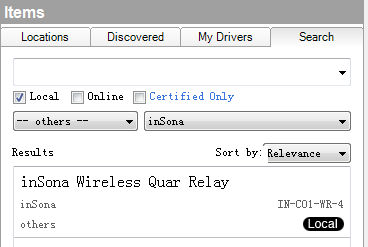 Items
Locations Discovered My Drivers Search
Local Online Certified Only
-- others -- inSona
Results Sort by: Relevance
inSona Wireless Quar Relay
inSona IN-C01-WR-4
others Local